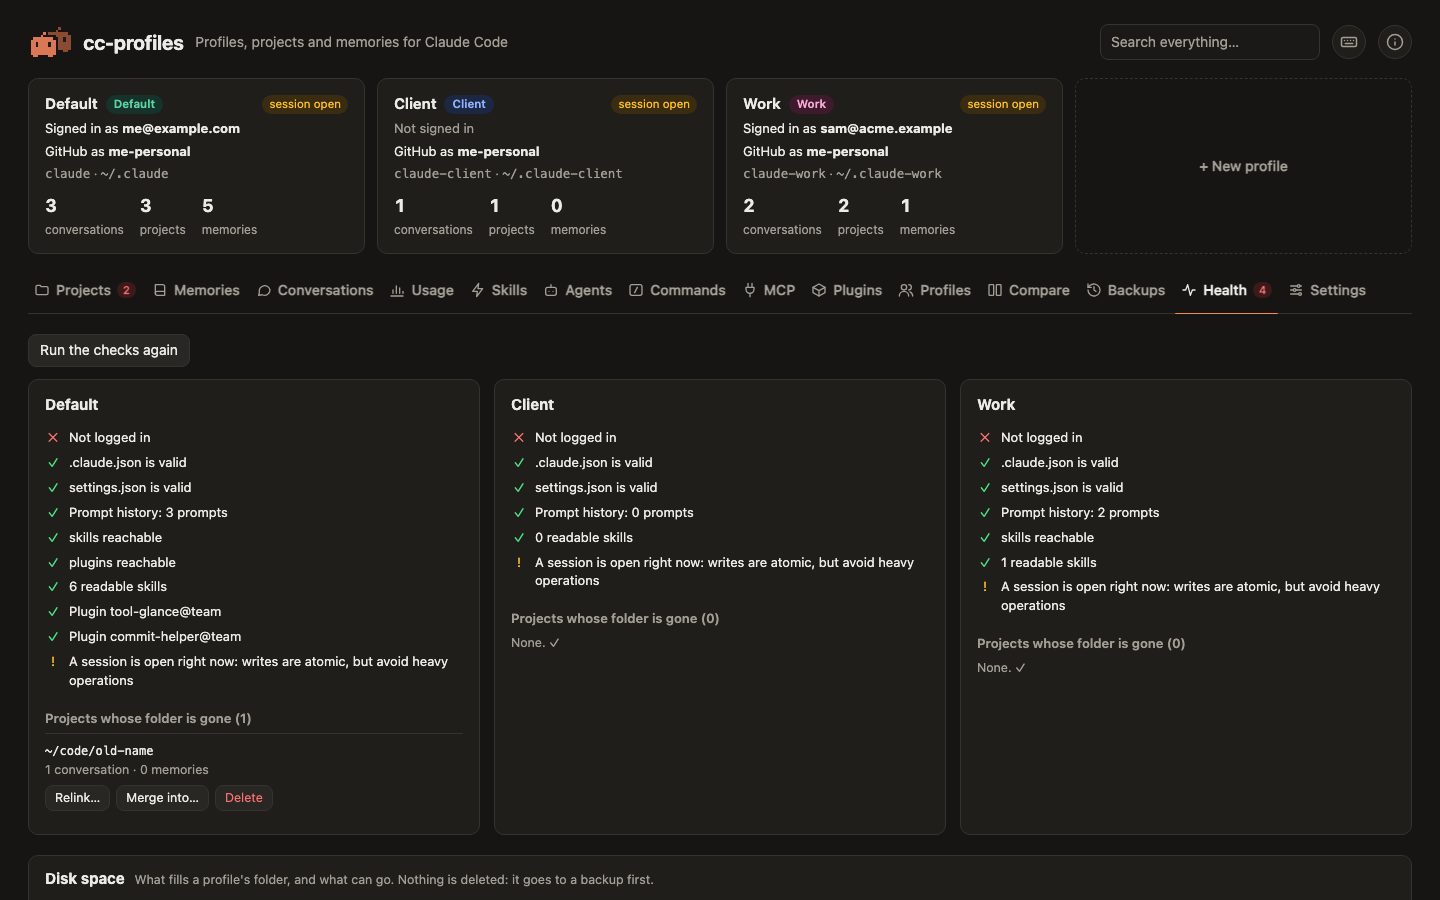 cc-profiles Profiles, projects and memories for Claude Code
Search everything...
Default Default session open
Signed in as me@example.com
GitHub as me-personal
claude · ~/.claude
3 3 5
conversations projects memories
Client Client session open
Not signed in
GitHub as me-personal
claude-client · ~/.claude-client
1 1 0
conversations projects memories
Work Work session open
Signed in as sam@acme.example
GitHub as me-personal
claude-work · ~/.claude-work
2 2 1
conversations projects memories
+ New profile
Projects 2 Memories Conversations Usage Skills Agents Commands MCP Plugins Profiles Compare Backups Health 4 Settings
Run the checks again
Default
✕ Not logged in
✓ .claude.json is valid
✓ settings.json is valid
✓ Prompt history: 3 prompts
✓ skills reachable
✓ plugins reachable
✓ 6 readable skills
✓ Plugin tool-glance@team
✓ Plugin commit-helper@team
! A session is open right now: writes are atomic, but avoid heavy
operations
Projects whose folder is gone (1)
~/code/old-name
1 conversation · 0 memories
Relink... Merge into... Delete
Client
✕ Not logged in
✓ .claude.json is valid
✓ settings.json is valid
✓ Prompt history: 0 prompts
✓ 0 readable skills
! A session is open right now: writes are atomic, but avoid heavy
operations
Projects whose folder is gone (0)
None. ✓
Work
✕ Not logged in
✓ .claude.json is valid
✓ settings.json is valid
✓ Prompt history: 2 prompts
✓ skills reachable
✓ 1 readable skills
! A session is open right now: writes are atomic, but avoid heavy
operations
Projects whose folder is gone (0)
None. ✓
Disk space What fills a profile's folder, and what can go. Nothing is deleted: it goes to a backup first.